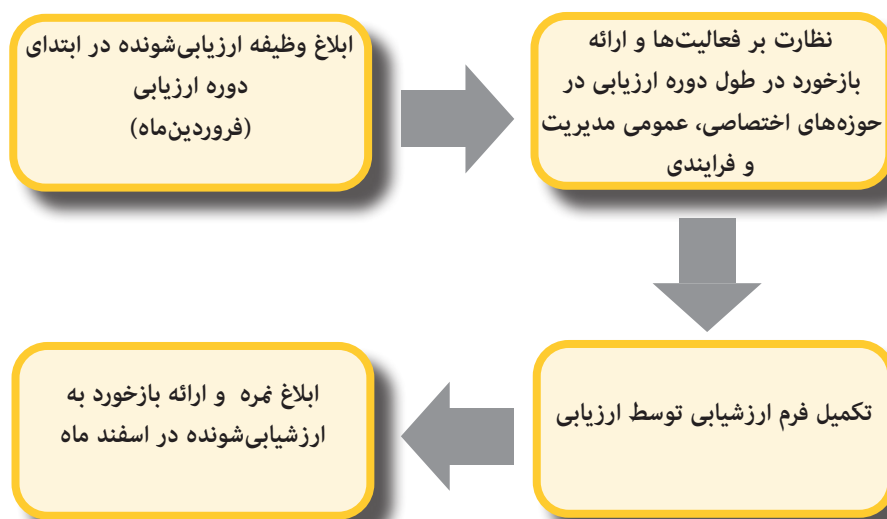 ابلاغ وظیفه ارزیابی‌شونده در ابتدای
دوره ارزیابی
(فروردین‌ماه)
نظارت بر فعالیت‌ها و ارائه
بازخورد در طول دوره ارزیابی در
حوزه‌های اختصاصی، عمومی مدیریت
و فرایندی
تکمیل فرم ارزشیابی توسط ارزیابی
ابلاغ نمره و ارائه بازخورد به
ارزشیابی‌شونده در اسفند ماه